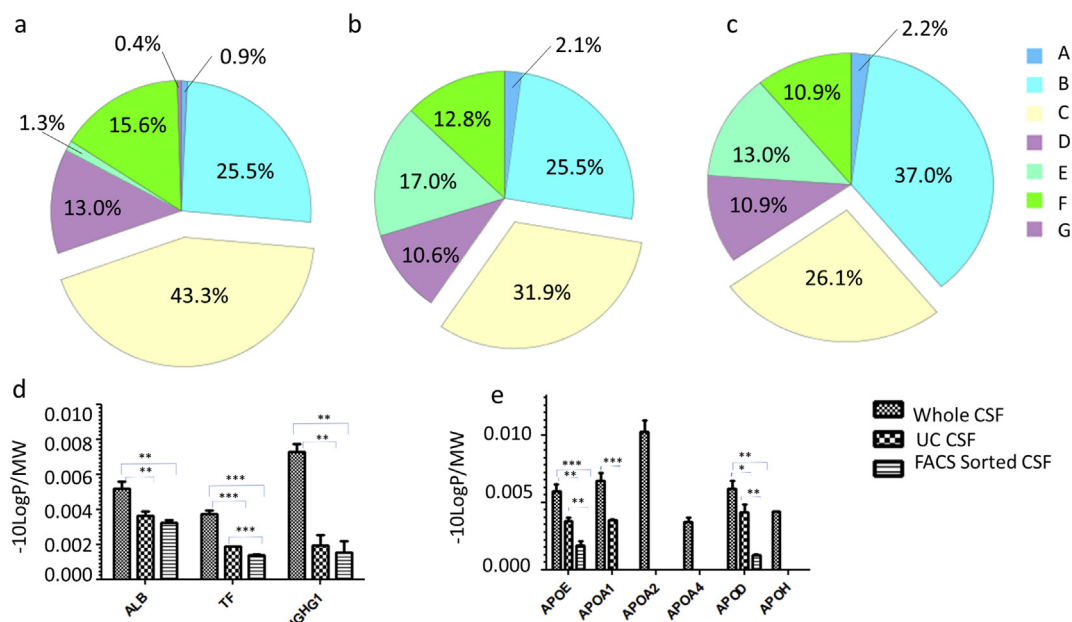 a
b
c
0.4%
0.9%
1.3%
15.6%
25.5%
13.0%
43.3%
2.1%
12.8%
25.5%
17.0%
10.6%
31.9%
2.2%
10.9%
37.0%
13.0%
10.9%
26.1%
A
B
C
D
E
F
G
d
-10LogP/MW
0.010
0.008
0.006
0.004
0.002
0.000
**
**
***
***
***
**
**
ALB
TF
IGHG1
e
-10LogP/MW
0.010
0.005
0.000
***
**
**
***
**
*
**
APOE
APOA1
APOA2
APOA4
APOD
APOH
Whole CSF
UC CSF
FACS Sorted CSF